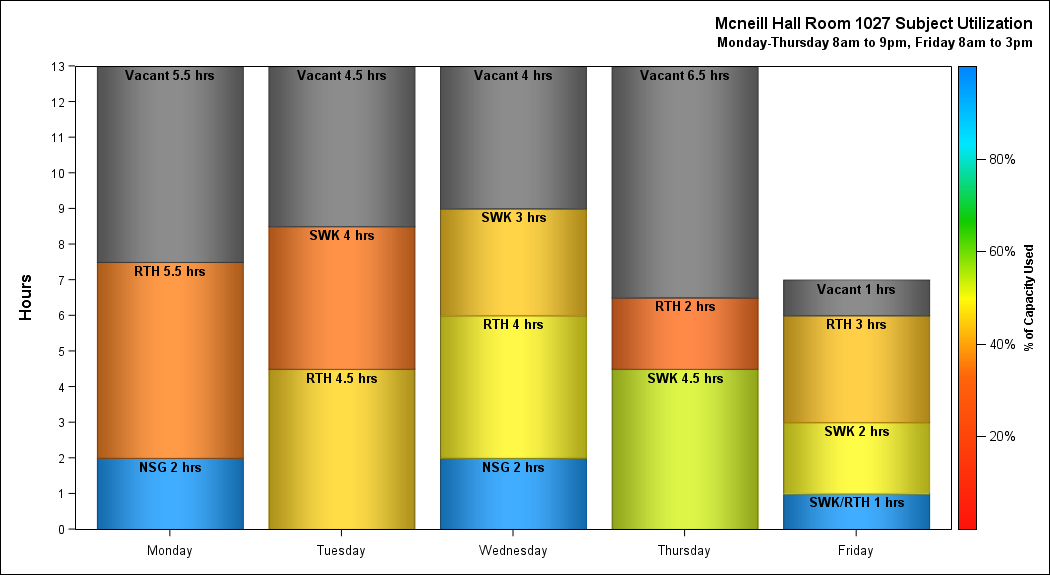 Mcneill Hall Room 1027 Subject Utilization
Monday-Thursday 8am to 9pm, Friday 8am to 3pm
Hours
13
12
11
10
9
8
7
6
5
4
3
2
1
0
Vacant 5.5 hrs
RTH 5.5 hrs
NSG 2 hrs
Vacant 4.5 hrs
SWK 4 hrs
RTH 4.5 hrs
Vacant 4 hrs
SWK 3 hrs
RTH 4 hrs
NSG 2 hrs
Vacant 6.5 hrs
RTH 2 hrs
SWK 4.5 hrs
Vacant 1 hrs
RTH 3 hrs
SWK 2 hrs
SWK/RTH 1 hrs
Monday
Tuesday
Wednesday
Thursday
Friday
80%
60%
40%
20%
% of Capacity Used